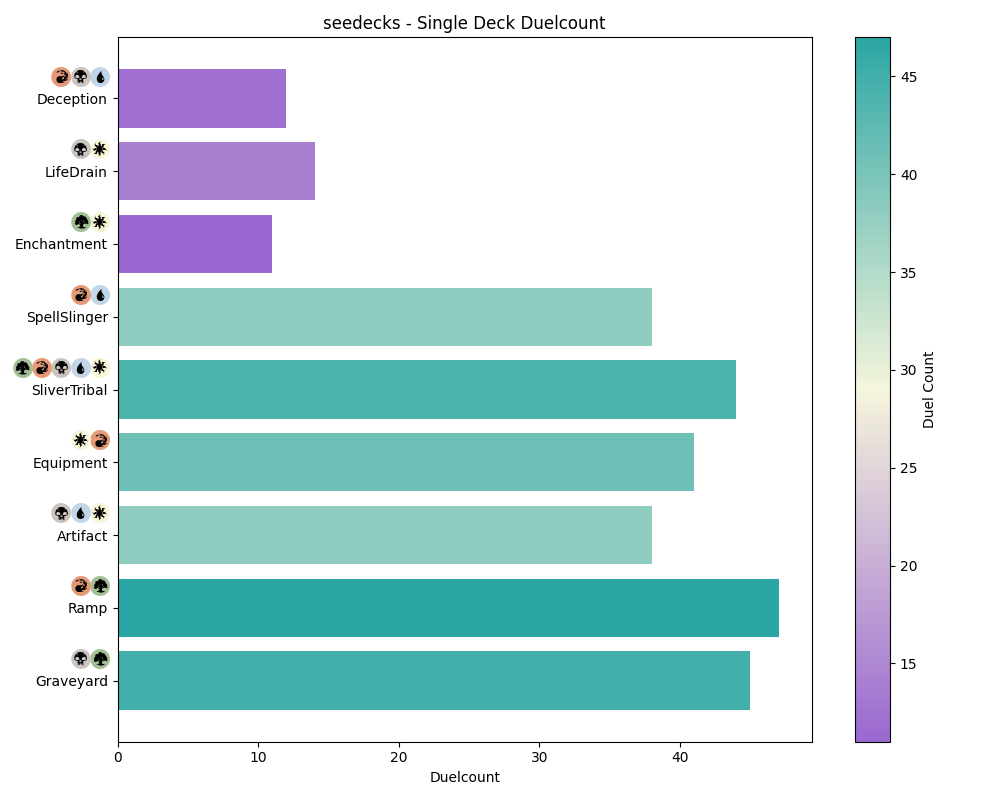 seedecks - Single Deck Duelcount
Deception
LifeDrain
Enchantment
SpellSlinger
SliverTribal
Equipment
Artifact
Ramp
Graveyard
0 10 20 30 40
Duelcount
45
40
35
30
25
20
15
Duel Count